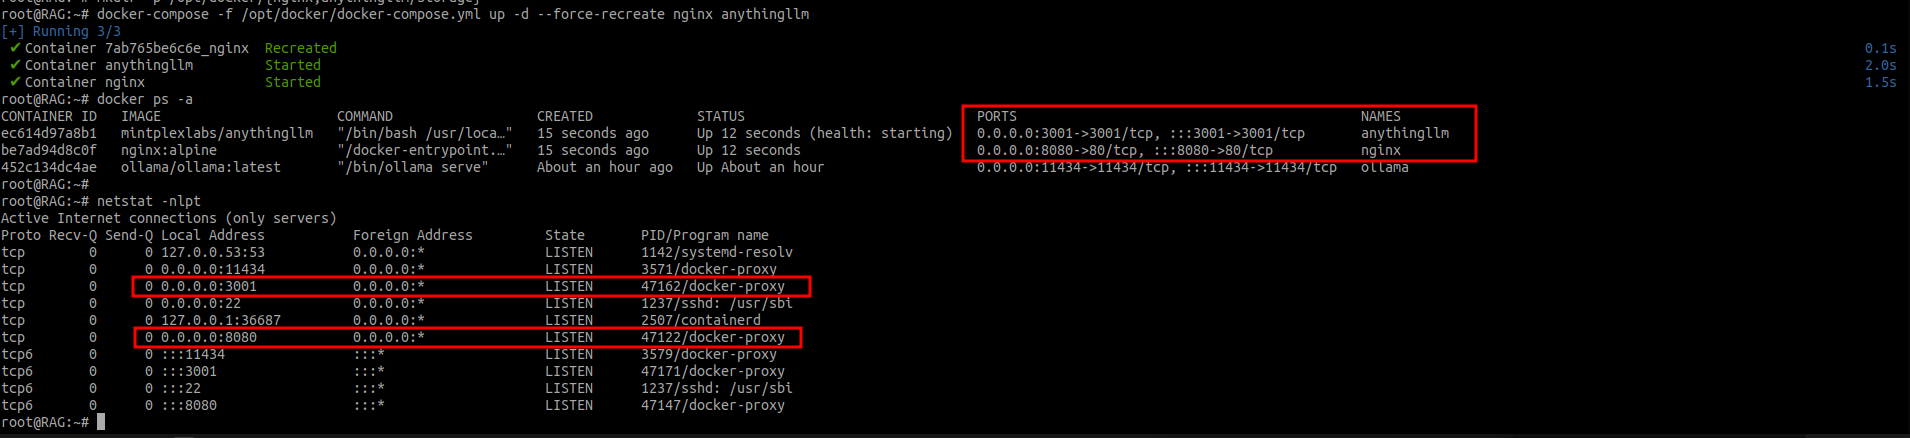 root@RAG:~# mkdir -p /opt/docker/{nginx,anythingllm/storage}
root@RAG:~# docker-compose -f /opt/docker/docker-compose.yml up -d --force-recreate nginx anythingllm
[+] Running 3/3
✔ Container 7ab765be6c6e_nginx  Recreated 0.1s
✔ Container anythingllm         Started 2.0s
✔ Container nginx               Started 1.5s
root@RAG:~# docker ps -a
CONTAINER ID   IMAGE                     COMMAND                  CREATED             STATUS                             PORTS                                           NAMES
ec614d97a8b1   mintplexlabs/anythingllm   "/bin/bash /usr/loca…"   15 seconds ago      Up 12 seconds (health: starting)   0.0.0.0:3001->3001/tcp, :::3001->3001/tcp       anythingllm
be7ad94d8c0f   nginx:alpine               "/docker-entrypoint.…"   15 seconds ago      Up 12 seconds                      0.0.0.0:8080->80/tcp, :::8080->80/tcp           nginx
452c134dc4ae   ollama/ollama:latest       "/bin/ollama serve"      About an hour ago   Up About an hour                   0.0.0.0:11434->11434/tcp, :::11434->11434/tcp   ollama
root@RAG:~#
root@RAG:~# netstat -nlpt
Active Internet connections (only servers)
Proto Recv-Q Send-Q Local Address           Foreign Address         State       PID/Program name
tcp        0      0 127.0.0.53:53           0.0.0.0:*               LISTEN      1142/systemd-resolv
tcp        0      0 0.0.0.0:11434           0.0.0.0:*               LISTEN      3571/docker-proxy
tcp        0      0 0.0.0.0:3001            0.0.0.0:*               LISTEN      47162/docker-proxy
tcp        0      0 0.0.0.0:22              0.0.0.0:*               LISTEN      1237/sshd: /usr/sbi
tcp        0      0 127.0.0.1:36687         0.0.0.0:*               LISTEN      2507/containerd
tcp        0      0 0.0.0.0:8080            0.0.0.0:*               LISTEN      47122/docker-proxy
tcp6       0      0 :::11434                :::*                    LISTEN      3579/docker-proxy
tcp6       0      0 :::3001                 :::*                    LISTEN      47171/docker-proxy
tcp6       0      0 :::22                   :::*                    LISTEN      1237/sshd: /usr/sbi
tcp6       0      0 :::8080                 :::*                    LISTEN      47147/docker-proxy
root@RAG:~#